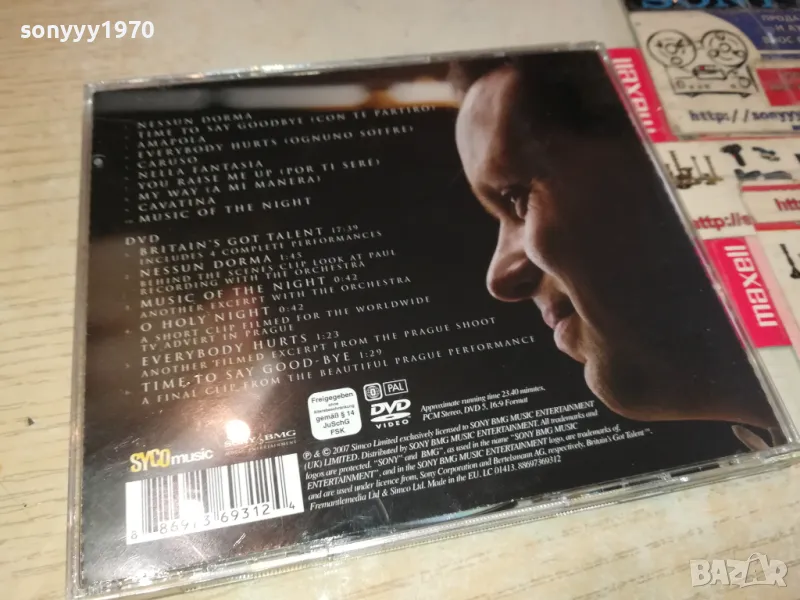 sonyyy1970
NESSUN DORMA
TIME TO SAY GOODBYE (CON TE PARTIRO)
AMAPOLA
EVERYBODY HURTS (OGNUNO SOFFRE)
CARUSO
NELLA FANTASIA
YOU RAISE ME UP (POR TI SERÉ)
MY WAY (A MI MANERA)
CAVATINA
MUSIC OF THE NIGHT
DVD
BRITAIN'S GOT TALENT 17:39
INCLUDES 4 COMPLETE PERFORMANCES
NESSUN DORMA 1:45
BEHIND THE SCENES CLIP LOOK AT PAUL
RECORDING WITH THE ORCHESTRA
MUSIC OF THE NIGHT 0:42
ANOTHER EXCERPT WITH THE ORCHESTRA
O HOLY NIGHT 0:42
A SHORT CLIP FILMED FOR THE WORLDWIDE
TV ADVERT IN PRAGUE
EVERYBODY HURTS 1:23
ANOTHER FILMED EXCERPT FROM THE PRAGUE SHOOT
TIME TO SAY GOOD-BYE 1:29
A FINAL CLIP FROM THE BEAUTIFUL PRAGUE PERFORMANCE
Freigegeben
ohne
Altersbeschränkung
gemäß § 14
JuSchG
FSK
0 PAL
DVD
VIDEO
Approximate running time 23.40 minutes.
PCM Stereo, DVD 5, 16:9 Format
SYCOmusic
SONY BMG
MUSIC ENTERTAINMENT
℗ & © 2007 Simco Limited exclusively licensed to SONY BMG MUSIC ENTERTAINMENT
(UK) LIMITED. Distributed by SONY BMG MUSIC ENTERTAINMENT. All trademarks and
logos are protected. "SONY" and "BMG", as used in the name "SONY BMG MUSIC
ENTERTAINMENT", and in the SONY BMG MUSIC ENTERTAINMENT logo, are trademarks of,
and are used under licence from, Sony Corporation and Bertelsmann AG, respectively. Britain's Got Talent™.
Fremantlemedia Ltd & Simco Ltd. Made in the EU. LC 01413. 88697369312
8 86973 69312 4
maxell
SONY
http://sonyyy
http://s
http
maxell
BAZAR